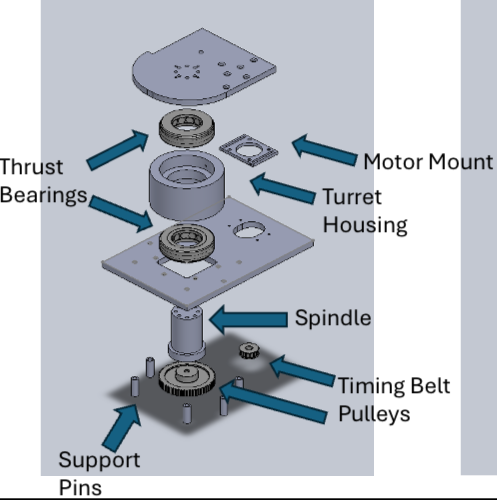 Thrust
Bearings
Motor Mount
Turret
Housing
Spindle
Timing Belt
Pulleys
Support
Pins